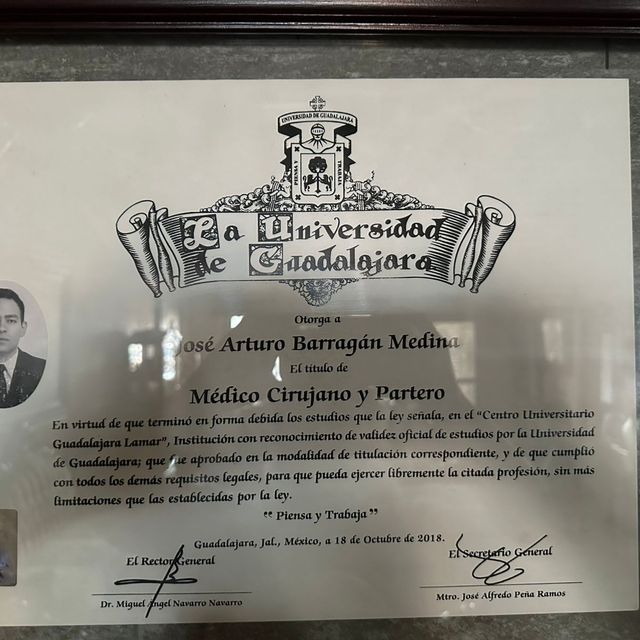 UNIVERSIDAD DE GUADALAJARA
PIENSA Y TRABAJA
La Universidad
de Guadalajara
Otorga a
José Arturo Barragán Medina
El título de
Médico Cirujano y Partero
En virtud de que terminó en forma debida los estudios que la ley señala, en el "Centro Universitario
Guadalajara Lamar", Institución con reconocimiento de validez oficial de estudios por la Universidad
de Guadalajara; que fue aprobado en la modalidad de titulación correspondiente, y de que cumplió
con todos los demás requisitos legales, para que pueda ejercer libremente la citada profesión, sin más
limitaciones que las establecidas por la ley.
"Piensa y Trabaja"
Guadalajara, Jal., México, a 18 de Octubre de 2018.
El Rector General
El Secretario General
Dr. Miguel Ángel Navarro Navarro
Mtro. José Alfredo Peña Ramos